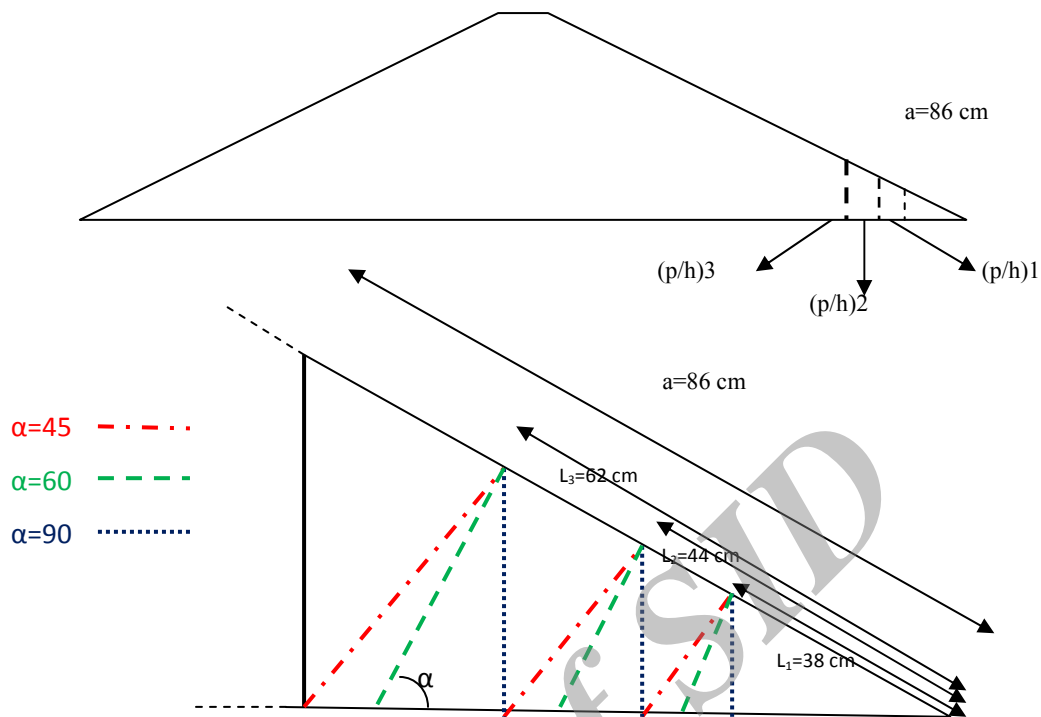 a=86 cm
(p/h)3
(p/h)2
(p/h)1
a=86 cm
α=45
α=60
α=90
L₃=62 cm
L₂=44 cm
L₁=38 cm
α
f SID